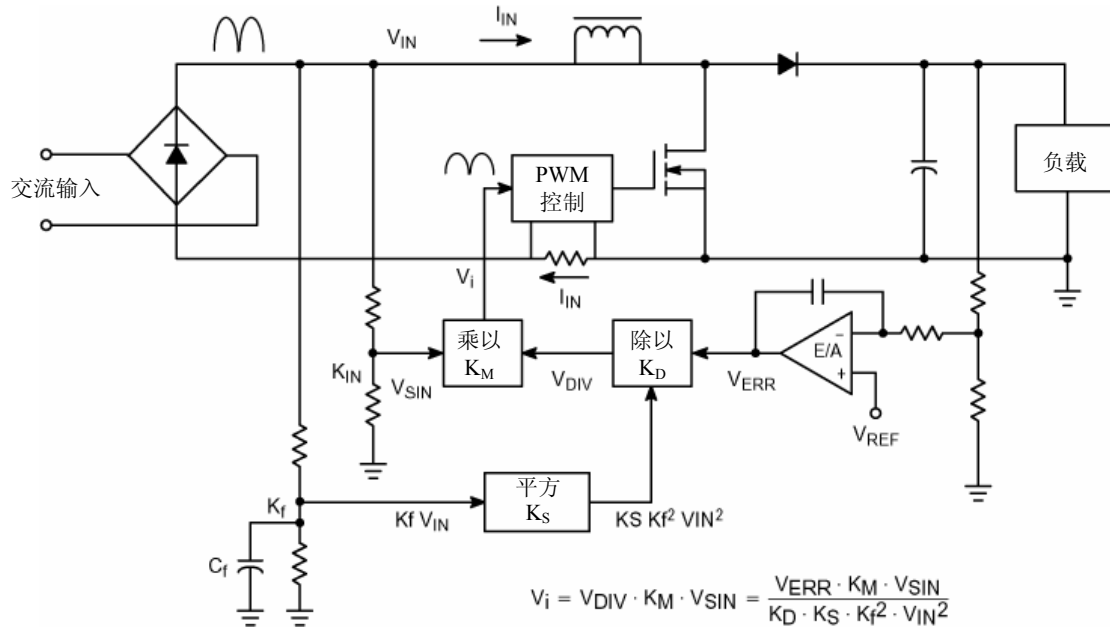 I_IN
V_IN
交流输入
PWM
控制
负载
V_i
I_IN
乘以
K_M
除以
K_D
E/A
−
+
K_IN
V_SIN
V_DIV
V_ERR
V_REF
平方
K_S
K_f
Kf V_IN
KS Kf² VIN²
C_f
V_i = V_DIV · K_M · V_SIN = \frac{V_ERR · K_M · V_SIN}{K_D · K_S · K_f² · V_IN²}